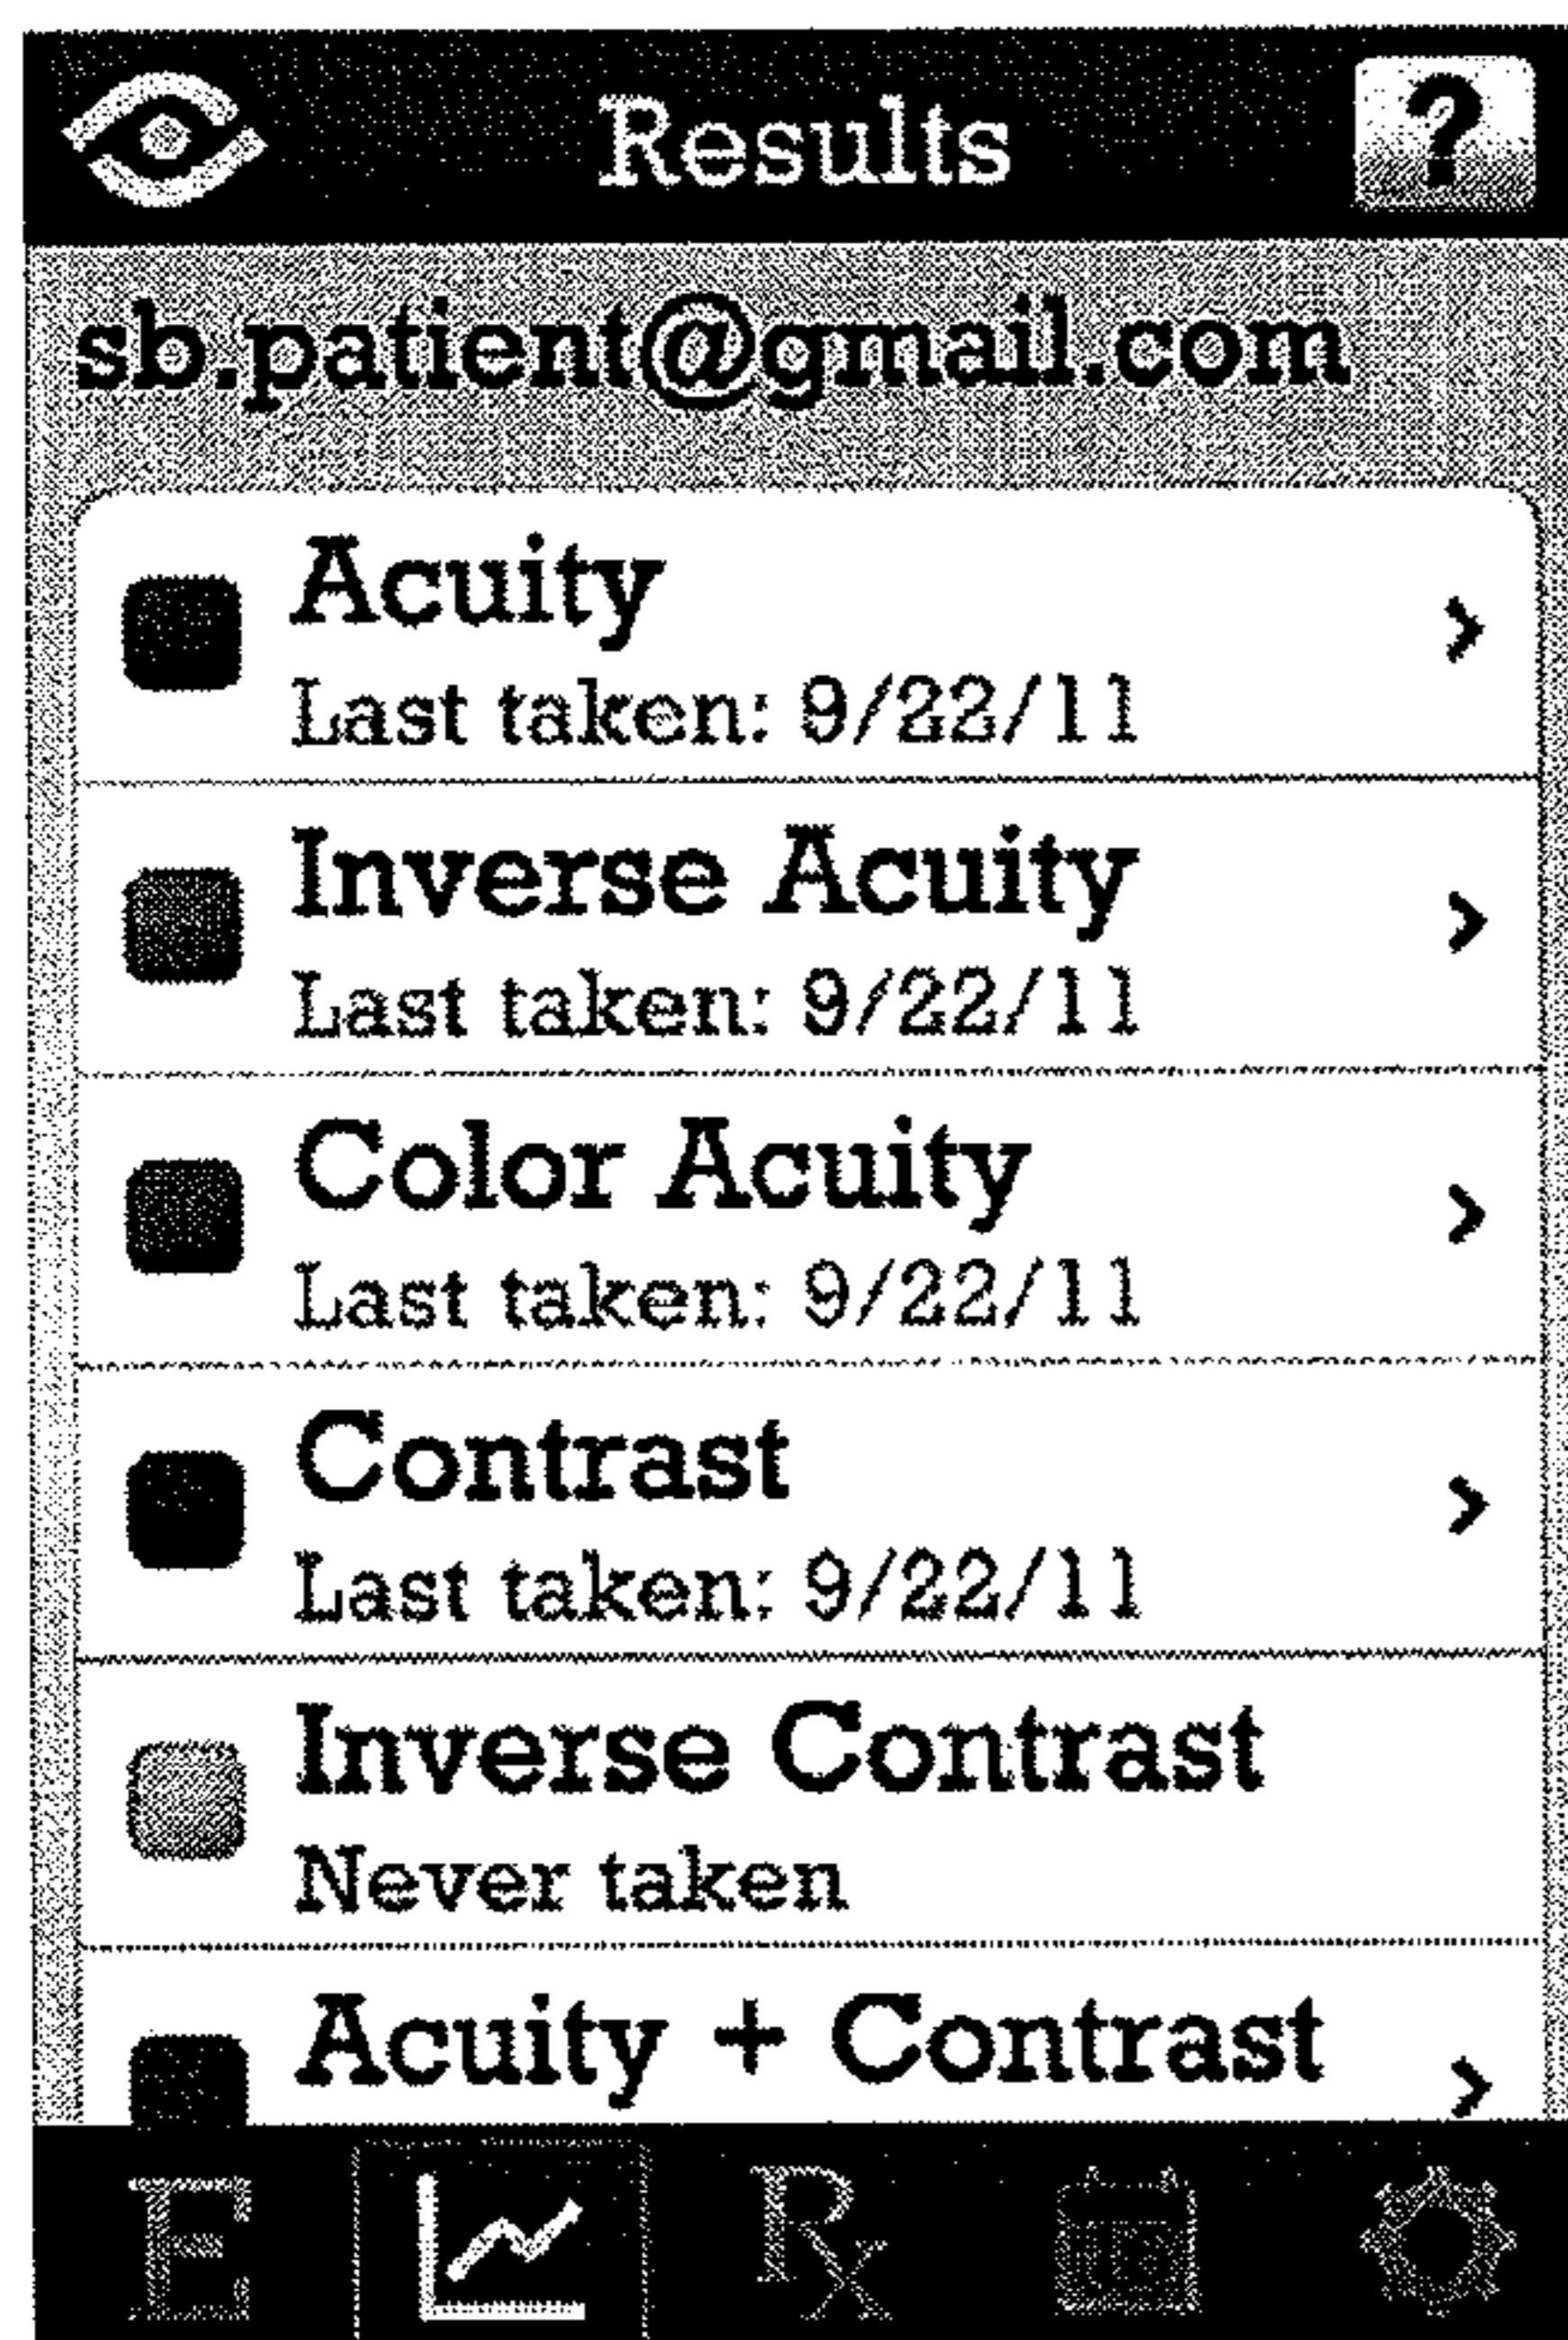 Results
?
sb.patient@gmail.com
Acuity
Last taken: 9/22/11
Inverse Acuity
Last taken: 9/22/11
Color Acuity
Last taken: 9/22/11
Contrast
Last taken: 9/22/11
Inverse Contrast
Never taken
Acuity + Contrast
E
Rx